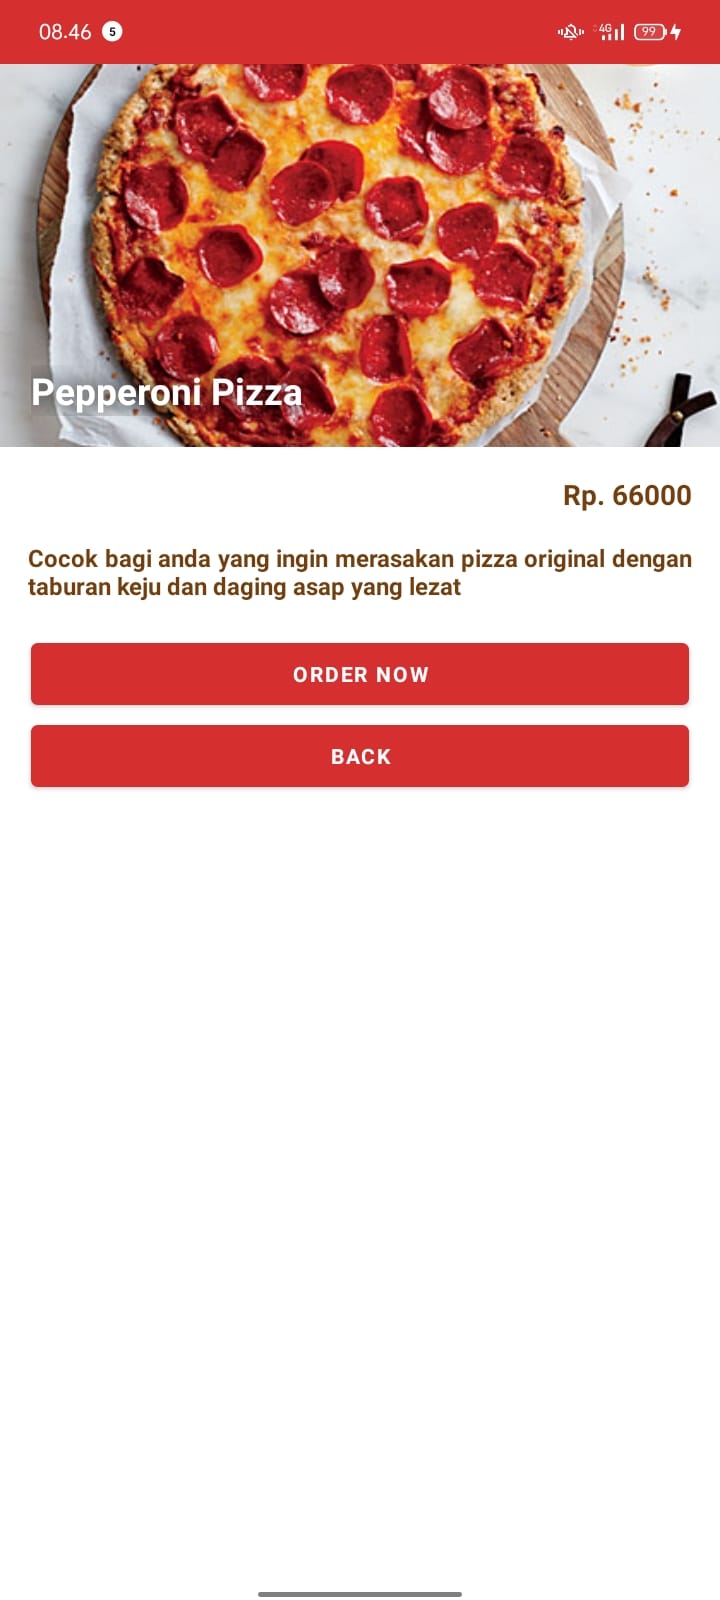 08.46 5 4G 99
Pepperoni Pizza
Rp. 66000
Cocok bagi anda yang ingin merasakan pizza original dengan
taburan keju dan daging asap yang lezat
ORDER NOW
BACK